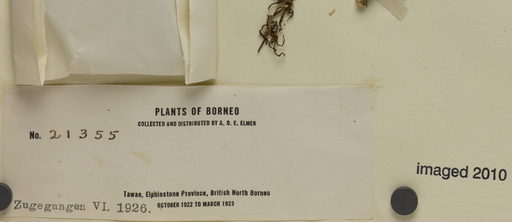 PLANTS OF BORNEO
COLLECTED AND DISTRIBUTED BY A. D. E. ELMER
No. 21355
imaged 2010
Tawao, Elphinstone Province, British North Borneo
OCTOBER 1922 TO MARCH 1923
Zugegangen VI. 1926.